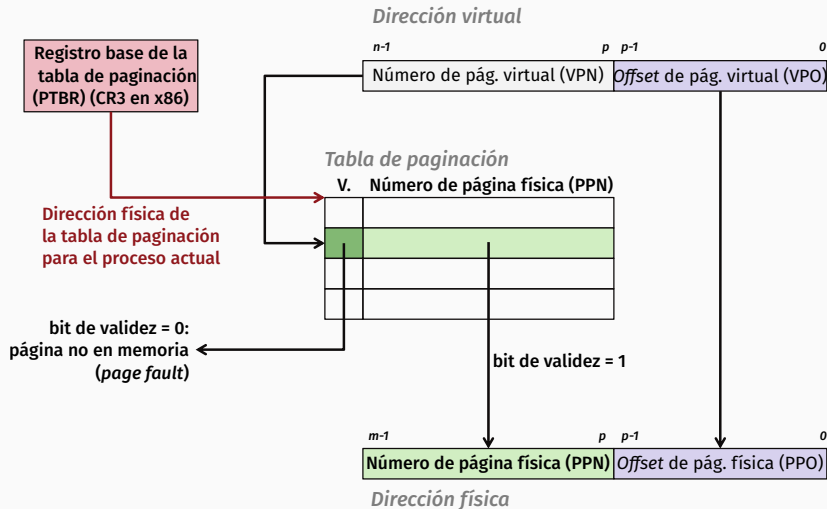 Dirección virtual
n-1 p p-1 0
Registro base de la
tabla de paginación
(PTBR) (CR3 en x86)
Número de pág. virtual (VPN) Offset de pág. virtual (VPO)
Tabla de paginación
V. Número de página física (PPN)
Dirección física de
la tabla de paginación
para el proceso actual
bit de validez = 0:
página no en memoria
(page fault)
bit de validez = 1
m-1 p p-1 0
Número de página física (PPN) Offset de pág. física (PPO)
Dirección física